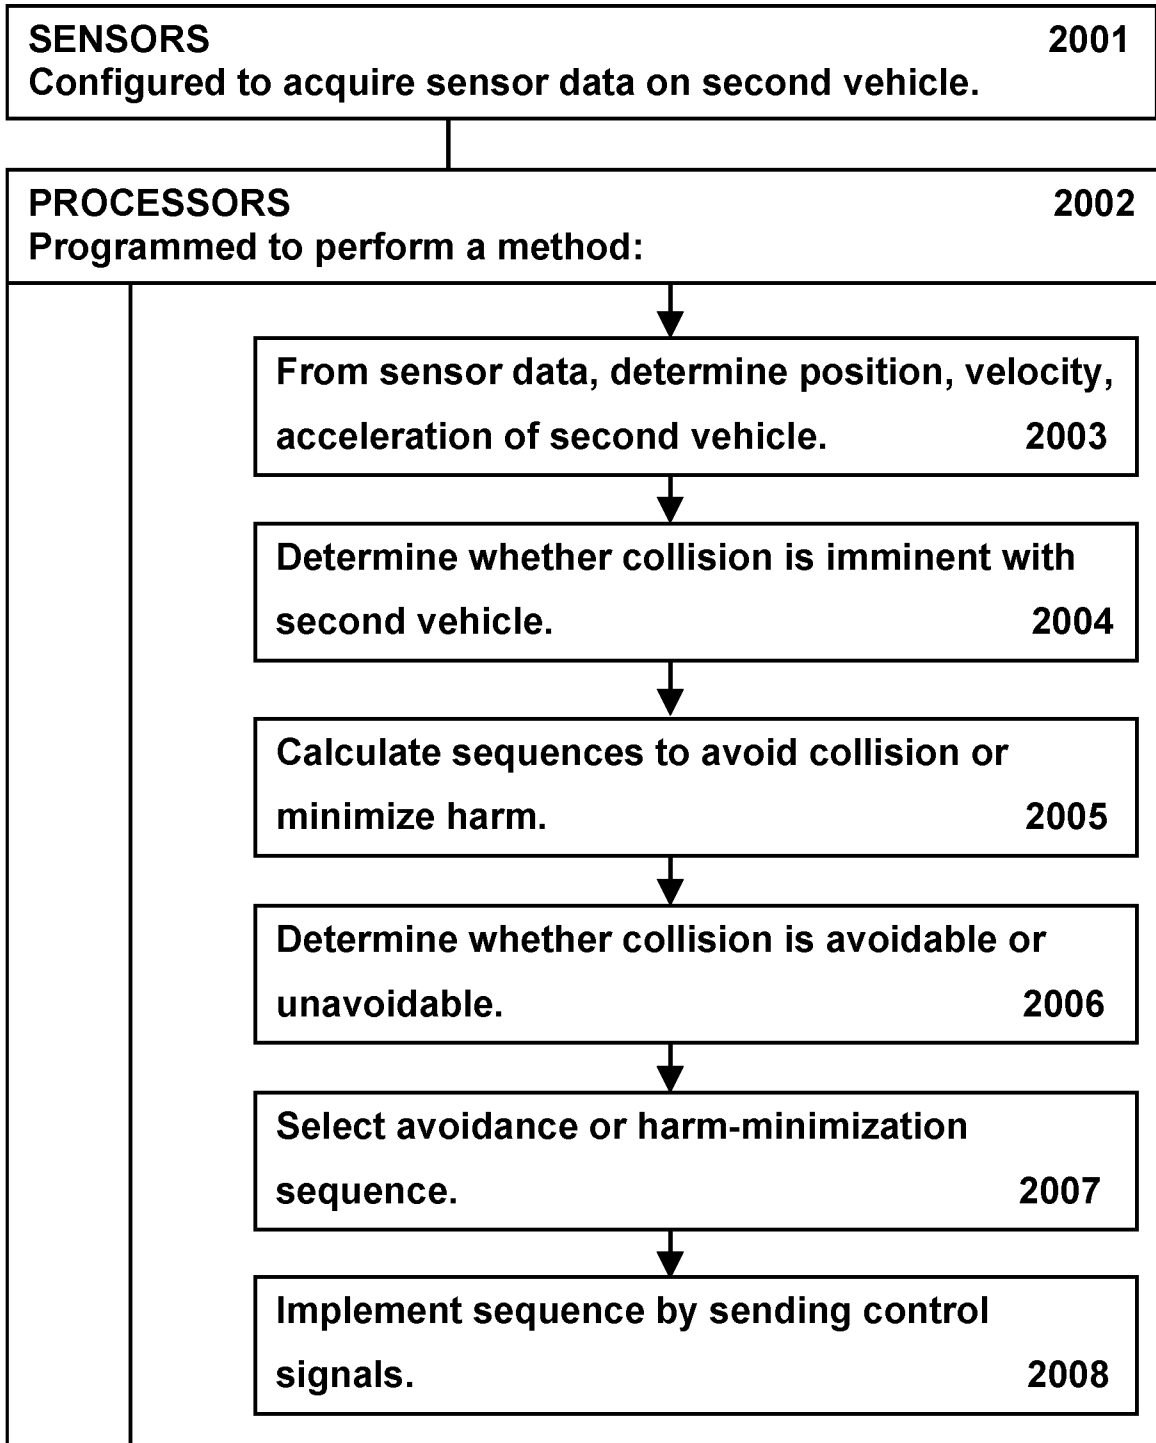 SENSORS 2001
Configured to acquire sensor data on second vehicle.
PROCESSORS 2002
Programmed to perform a method:
From sensor data, determine position, velocity,
acceleration of second vehicle. 2003
Determine whether collision is imminent with
second vehicle. 2004
Calculate sequences to avoid collision or
minimize harm. 2005
Determine whether collision is avoidable or
unavoidable. 2006
Select avoidance or harm-minimization
sequence. 2007
Implement sequence by sending control
signals. 2008